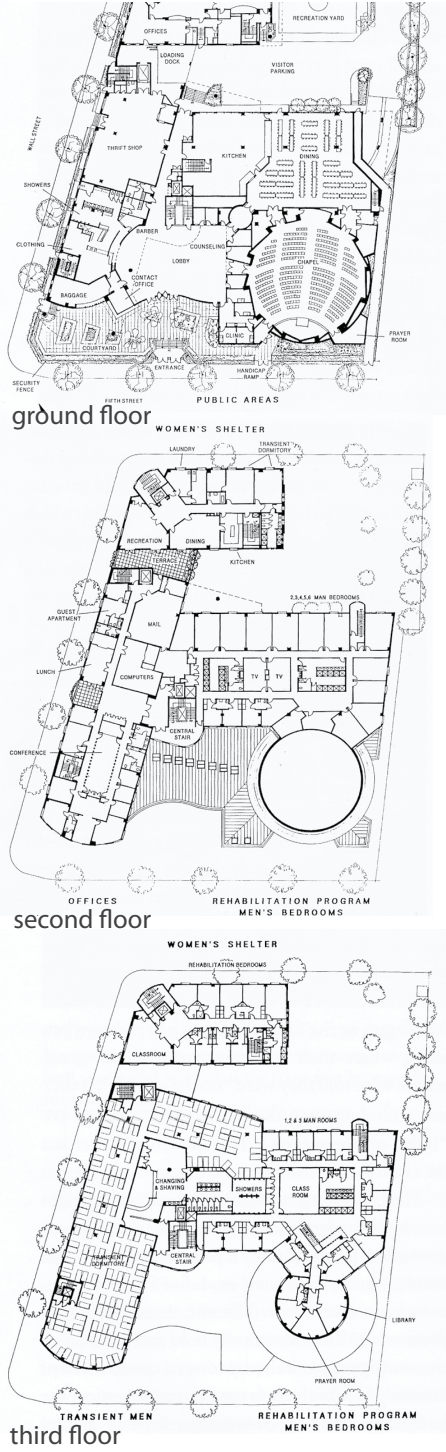 RECREATION YARD
OFFICES
LOADING
DOCK
VISITOR
PARKING
WALL STREET
THRIFT SHOP
KITCHEN
DINING
SHOWERS
BARBER
CLOTHING
COUNSELING
LOBBY
CHAPEL
CONTACT
OFFICE
BAGGAGE
COURTYARD
CLINIC
PRAYER
ROOM
ENTRANCE
HANDICAP
RAMP
SECURITY
FENCE
FIFTH STREET
PUBLIC AREAS
ground floor
WOMEN'S SHELTER
LAUNDRY
TRANSIENT
DORMITORY
RECREATION
DINING
KITCHEN
TERRACE
2,3,4,5,6 MAN BEDROOMS
GUEST
APARTMENT
MAIL
LUNCH
COMPUTERS
TV
TV
CENTRAL
STAIR
CONFERENCE
OFFICES
REHABILITATION PROGRAM
MEN'S BEDROOMS
second floor
WOMEN'S SHELTER
REHABILITATION BEDROOMS
CLASSROOM
1,2 & 3 MAN ROOMS
CHANGING
& SHAVING
SHOWERS
CLASS
ROOM
TRANSIENT
DORMITORY
CENTRAL
STAIR
LIBRARY
PRAYER ROOM
TRANSIENT MEN
REHABILITATION PROGRAM
MEN'S BEDROOMS
third floor